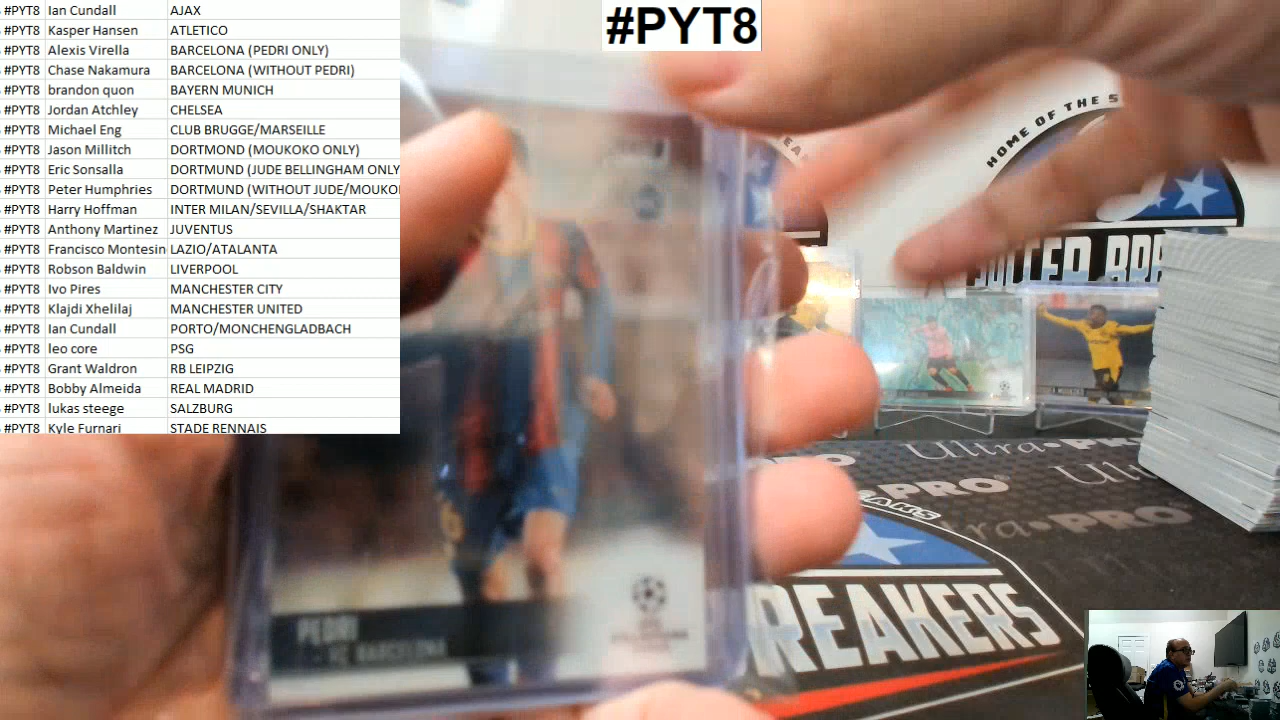 #PYT8 Ian Cundall AJAX
#PYT8 Kasper Hansen ATLETICO
#PYT8 Alexis Virella BARCELONA (PEDRI ONLY)
#PYT8 Chase Nakamura BARCELONA (WITHOUT PEDRI)
#PYT8 brandon quon BAYERN MUNICH
#PYT8 Jordan Atchley CHELSEA
#PYT8 Michael Eng CLUB BRUGGE/MARSEILLE
#PYT8 Jason Millitch DORTMOND (MOUKOKO ONLY)
#PYT8 Eric Sonsalla DORTMUND (JUDE BELLINGHAM ONLY
#PYT8 Peter Humphries DORTMUND (WITHOUT JUDE/MOUKO
#PYT8 Harry Hoffman INTER MILAN/SEVILLA/SHAKTAR
#PYT8 Anthony Martinez JUVENTUS
#PYT8 Francisco Montesin LAZIO/ATALANTA
#PYT8 Robson Baldwin LIVERPOOL
#PYT8 Ivo Pires MANCHESTER CITY
#PYT8 Klajdi Xhelilaj MANCHESTER UNITED
#PYT8 Ian Cundall PORTO/MONCHENGLADBACH
#PYT8 leo core PSG
#PYT8 Grant Waldron RB LEIPZIG
#PYT8 Bobby Almeida REAL MADRID
#PYT8 lukas steege SALZBURG
#PYT8 Kyle Furnari STADE RENNAIS
#PYT8
HOME OF THE S
Ultra PRO
Ultra PRO
BREAKERS
PEDRI
FC BARCELONA